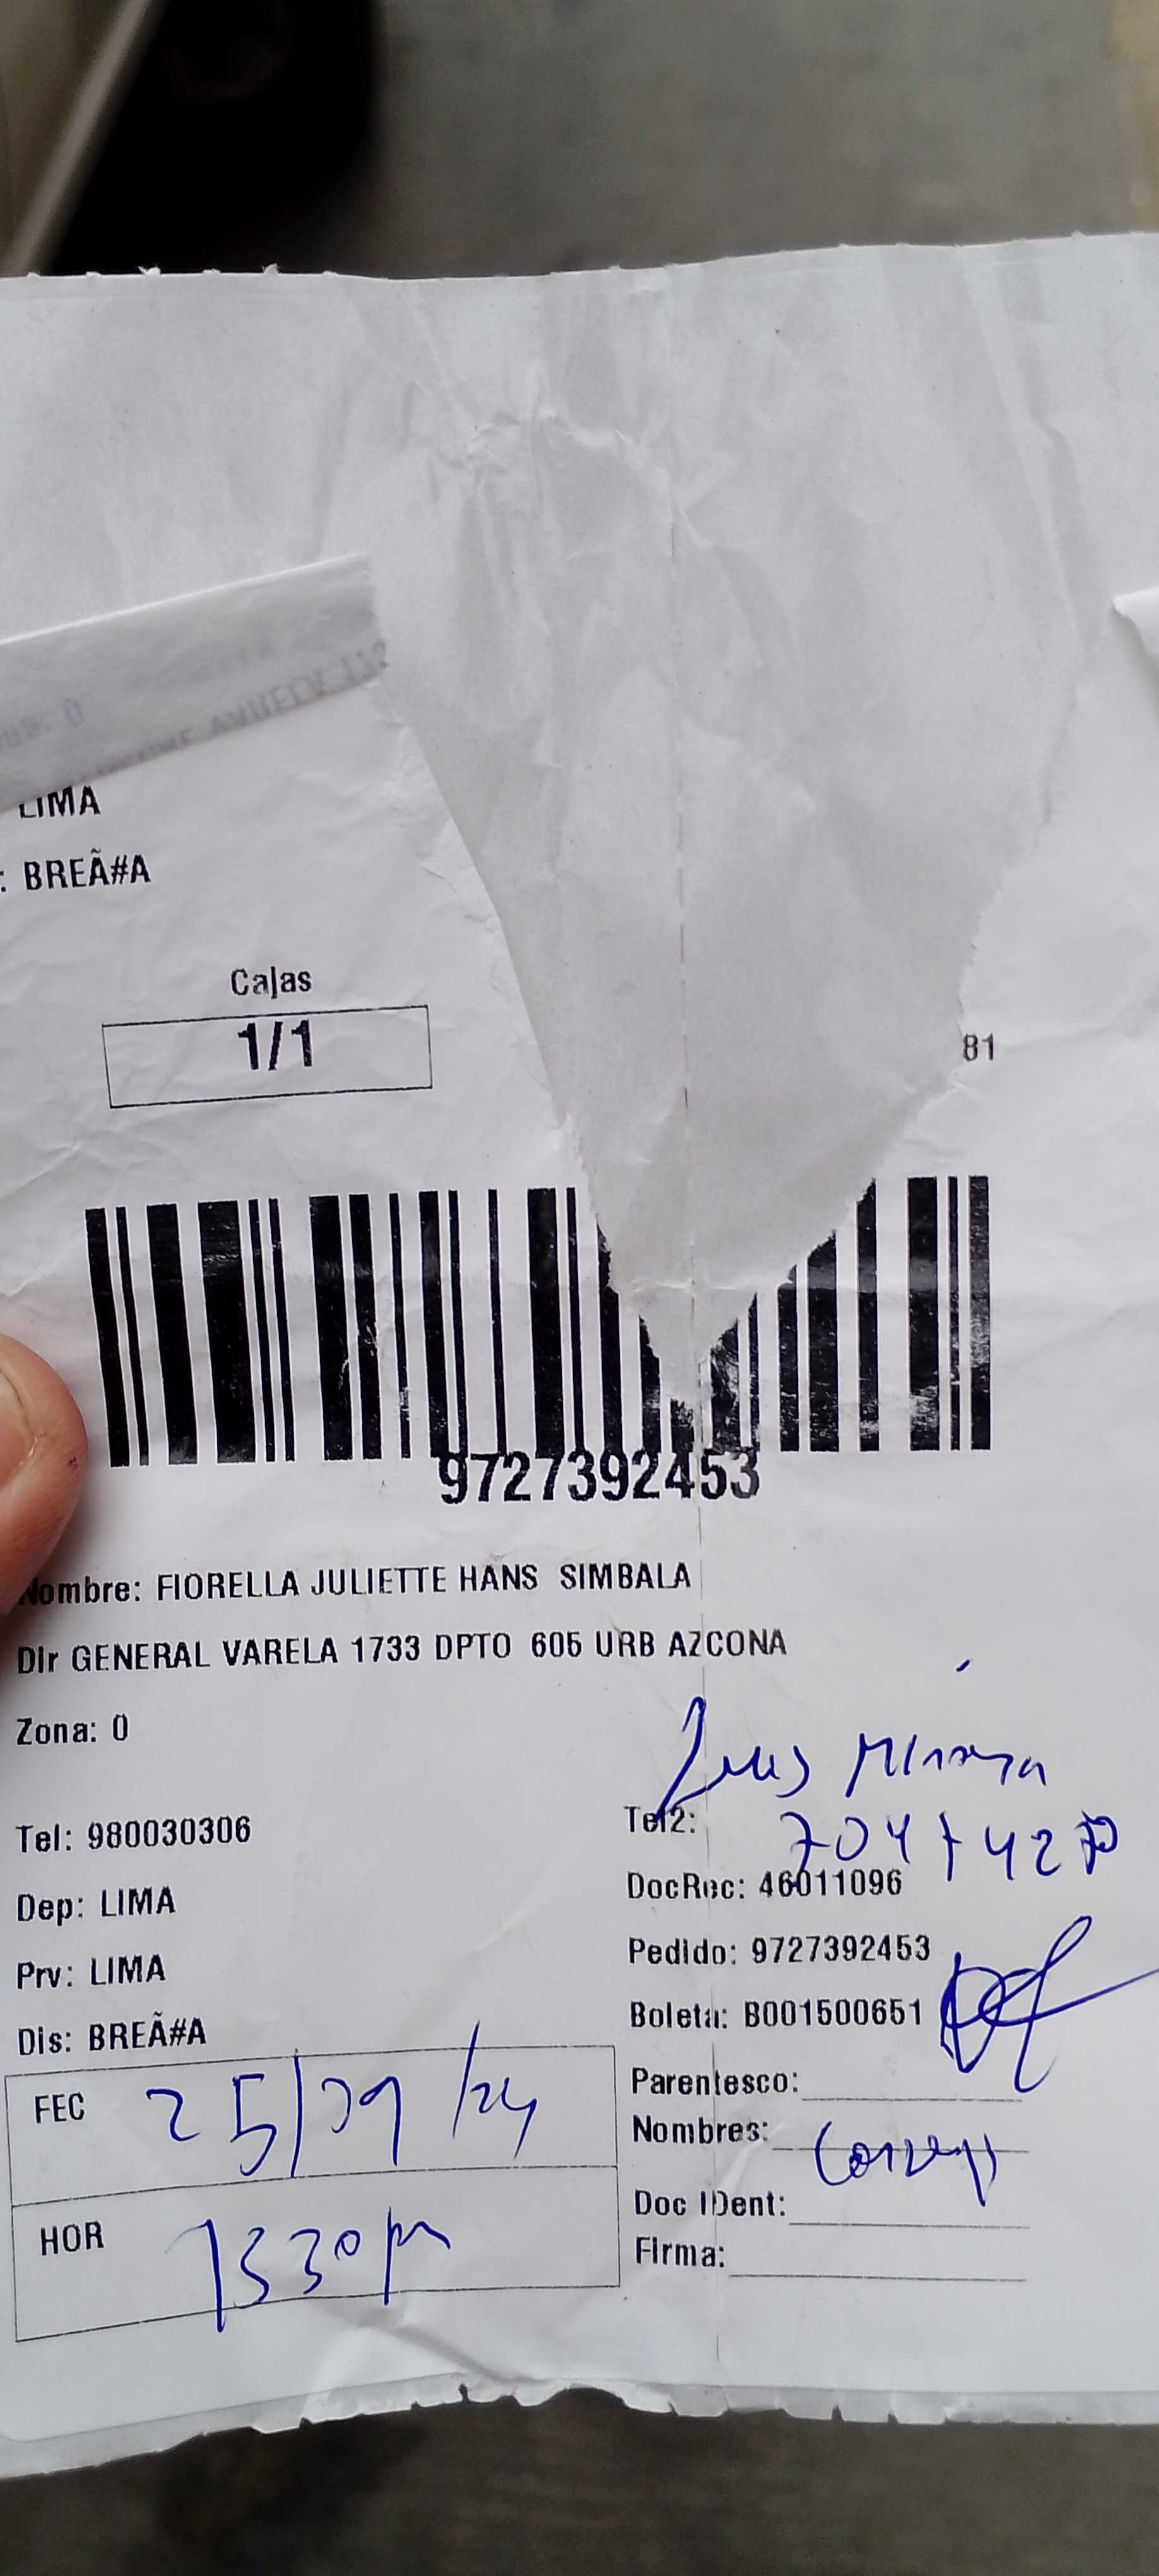 LIMA
: BREÃ#A
Cajas
1/1
81
9727392453
Nombre: FIORELLA JULIETTE HANS SIMBALA
Dir GENERAL VARELA 1733 DPTO 605 URB AZCONA
Zona: 0
Tel: 980030306
Tel2:
DocRec: 46011096
Dep: LIMA
Pedido: 9727392453
Prv: LIMA
Boleta: B001500651
Dis: BREÃ#A
Parentesco:
FEC 25/09/24
Nombres:
Doc IDent:
HOR 1330 pm
Firma: